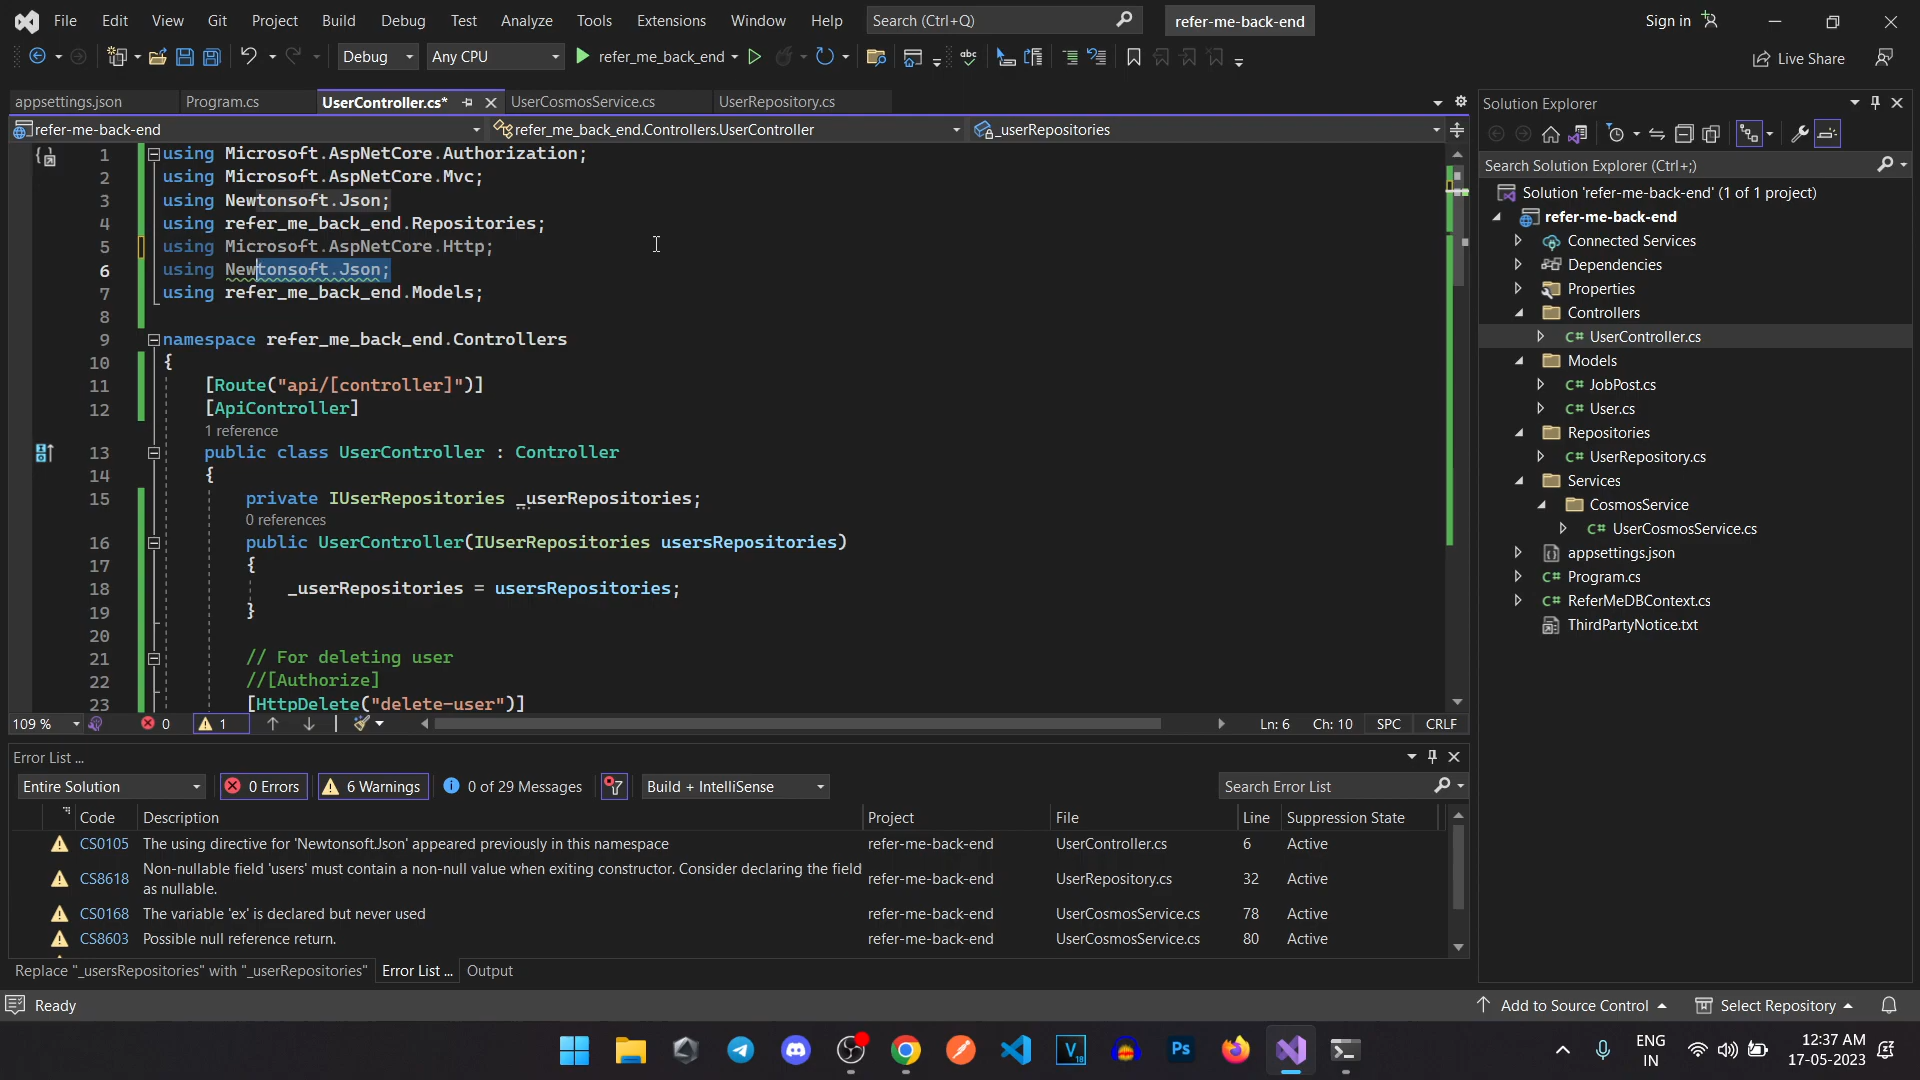 File Edit View Git Project Build Debug Test Analyze Tools Extensions Window Help Search (Ctrl+Q) refer-me-back-end Sign in
Debug Any CPU refer_me_back_end Live Share
appsettings.json Program.cs UserController.cs* UserCosmosService.cs UserRepository.cs
refer-me-back-end refer_me_back_end.Controllers.UserController _userRepositories
1 using Microsoft.AspNetCore.Authorization;
2 using Microsoft.AspNetCore.Mvc;
3 using Newtonsoft.Json;
4 using refer_me_back_end.Repositories;
5 using Microsoft.AspNetCore.Http;
6 using Newtonsoft.Json;
7 using refer_me_back_end.Models;
8
9 namespace refer_me_back_end.Controllers
10 {
11 [Route("api/[controller]")]
12 [ApiController]
1 reference
13 public class UserController : Controller
14 {
15 private IUserRepositories _userRepositories;
0 references
16 public UserController(IUserRepositories usersRepositories)
17 {
18 _userRepositories = usersRepositories;
19 }
20
21 // For deleting user
22 //[Authorize]
23 [HttpDelete("delete-user")]
109 % 0 1 Ln: 6 Ch: 10 SPC CRLF
Error List ...
Entire Solution 0 Errors 6 Warnings 0 of 29 Messages Build + IntelliSense Search Error List
Code Description Project File Line Suppression State
CS0105 The using directive for 'Newtonsoft.Json' appeared previously in this namespace refer-me-back-end UserController.cs 6 Active
CS8618 Non-nullable field 'users' must contain a non-null value when exiting constructor. Consider declaring the field
as nullable. refer-me-back-end UserRepository.cs 32 Active
CS0168 The variable 'ex' is declared but never used refer-me-back-end UserCosmosService.cs 78 Active
CS8603 Possible null reference return. refer-me-back-end UserCosmosService.cs 80 Active
Replace "_usersRepositories" with "_userRepositories" Error List ... Output
Solution Explorer
Search Solution Explorer (Ctrl+;)
Solution 'refer-me-back-end' (1 of 1 project)
refer-me-back-end
Connected Services
Dependencies
Properties
Controllers
C# UserController.cs
Models
C# JobPost.cs
C# User.cs
Repositories
C# UserRepository.cs
Services
CosmosService
C# UserCosmosService.cs
appsettings.json
C# Program.cs
C# ReferMeDBContext.cs
ThirdPartyNotice.txt
Ready Add to Source Control Select Repository
ENG
IN
12:37 AM
17-05-2023